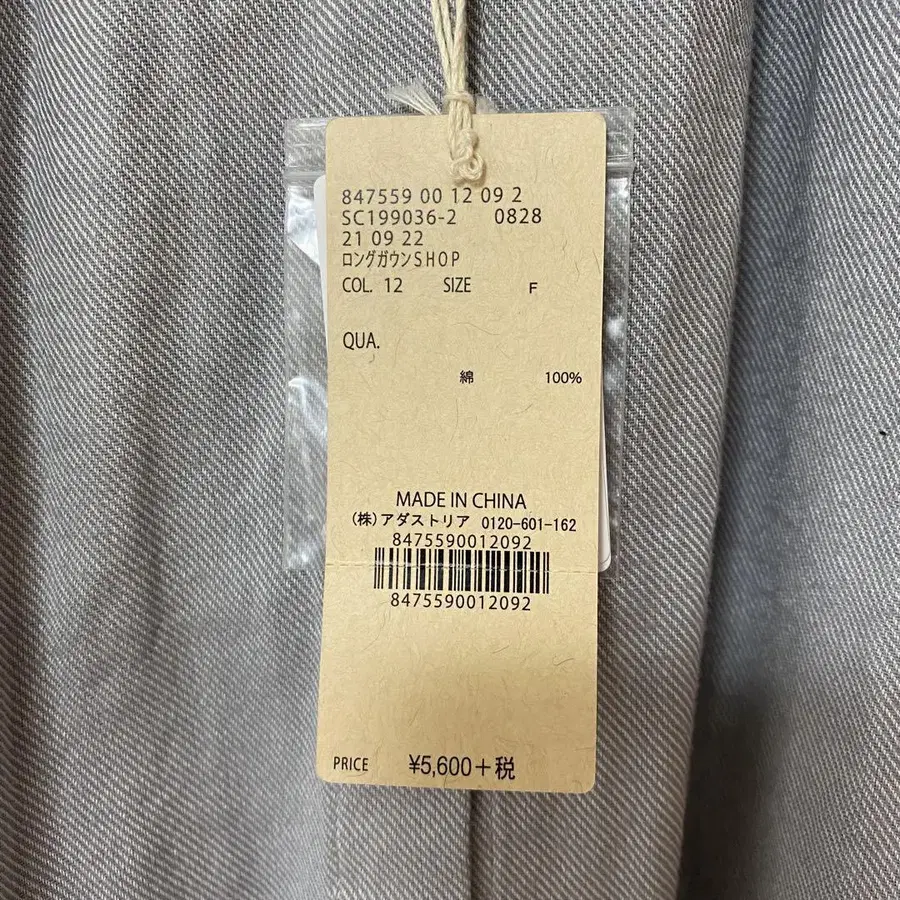 847559 00 12 09 2
SC199036-2 0828
21 09 22
ロングガウンSHOP
COL. 12 SIZE F
QUA.
綿 100%
MADE IN CHINA
(株)アダストリア 0120-601-162
8475590012092
8475590012092
PRICE ¥5,600+税